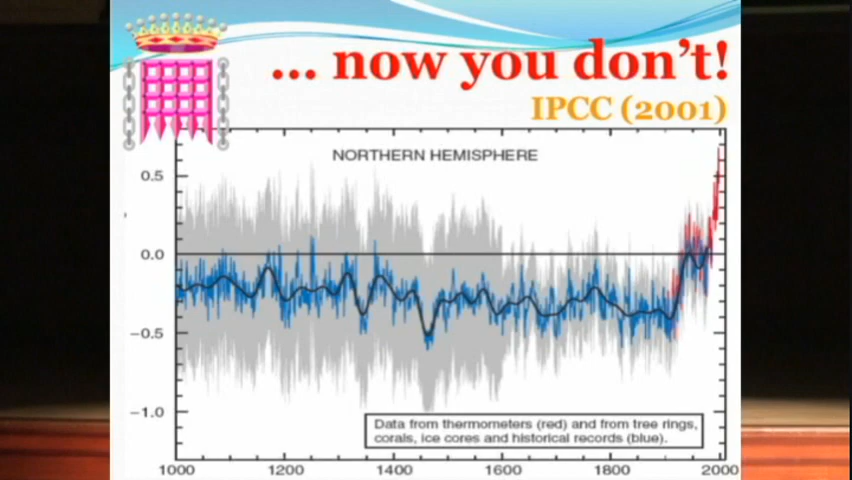 ... now you don't!
IPCC (2001)
NORTHERN HEMISPHERE
0.5
0.0
−0.5
−1.0
Data from thermometers (red) and from tree rings,
corals, ice cores and historical records (blue).
1000 1200 1400 1600 1800 2000